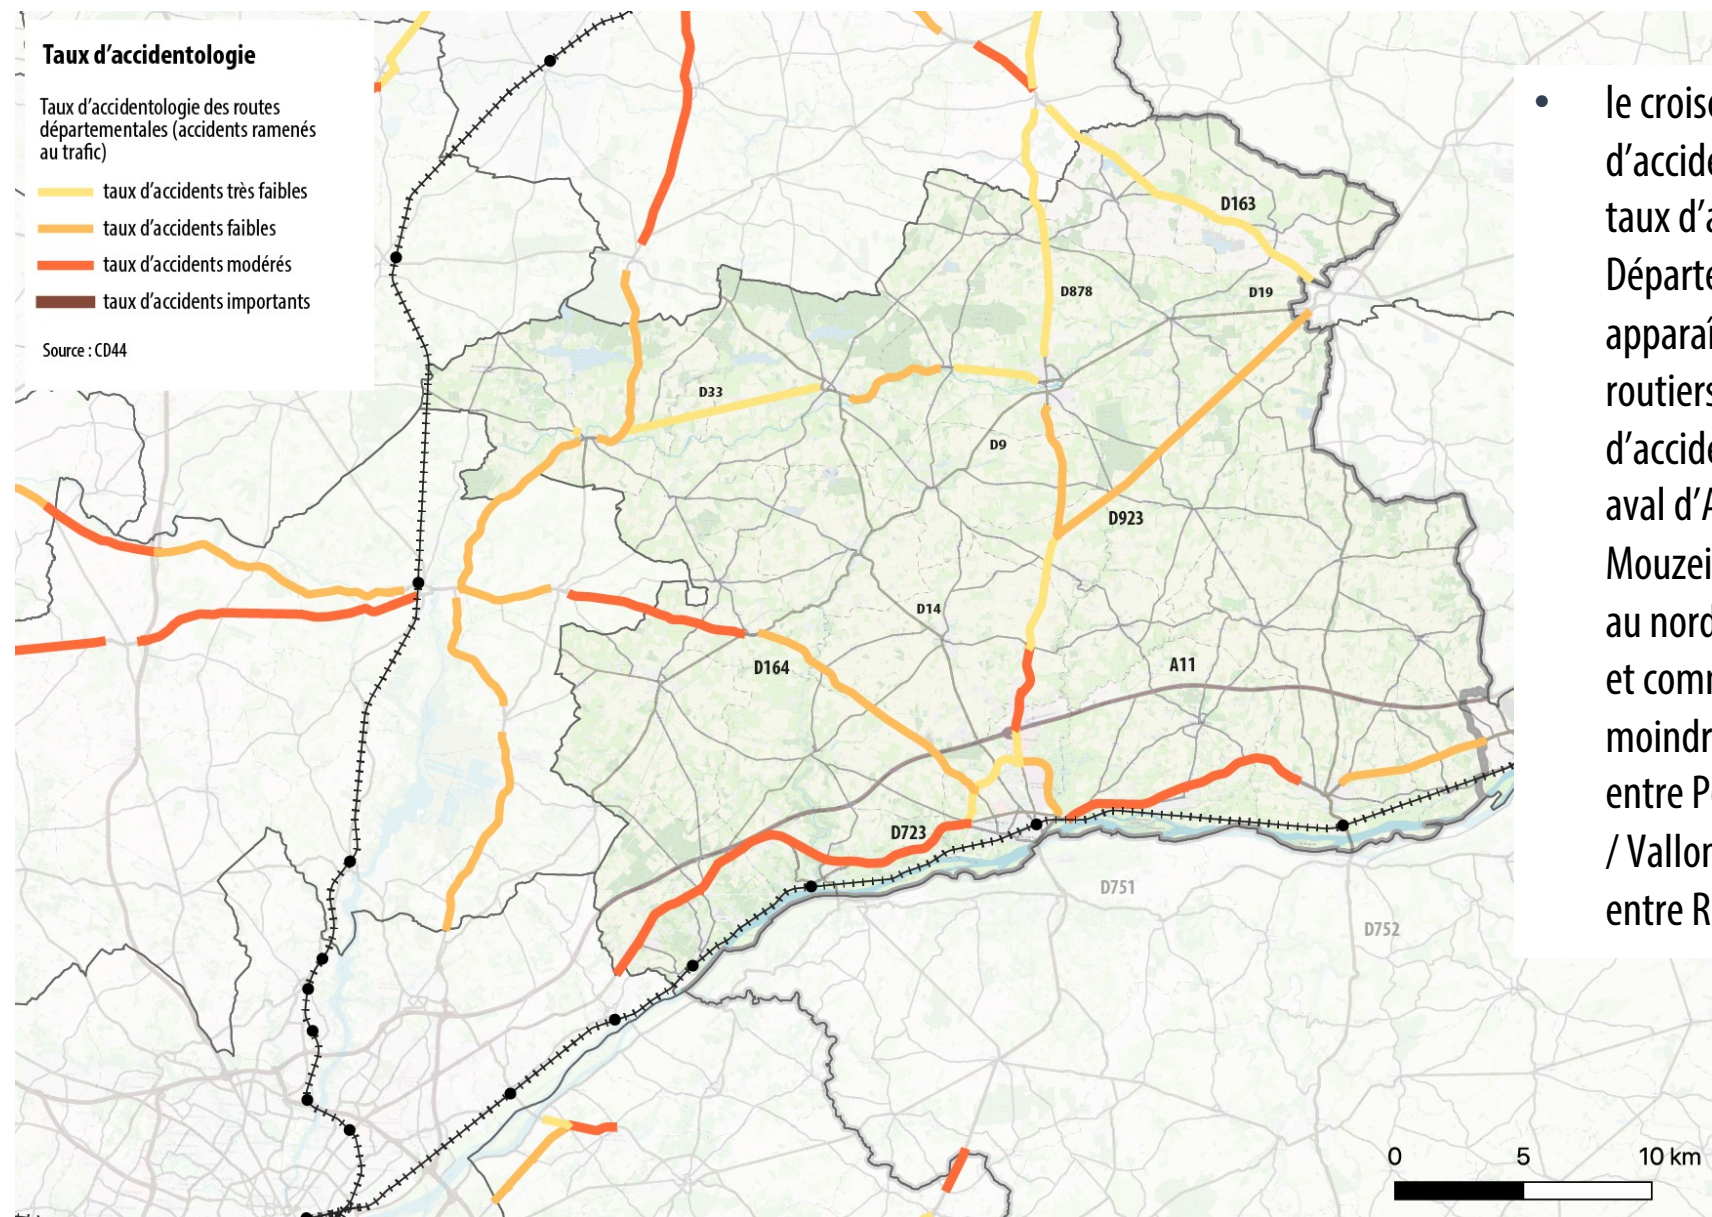 Taux d’accidentologie
Taux d’accidentologie des routes
départementales (accidents ramenés
au trafic)
taux d’accidents très faibles
taux d’accidents faibles
taux d’accidents modérés
taux d’accidents importants
Source : CD44
D163
D19
D878
D33
D9
D923
D14
D164
A11
D723
D751
D752
0 5 10 km
• le crois
d’accid
taux d’a
Départe
apparaî
routiers
d’accide
aval d’A
Mouzei
au nord
et com
moindr
entre P
/ Vallor
entre R